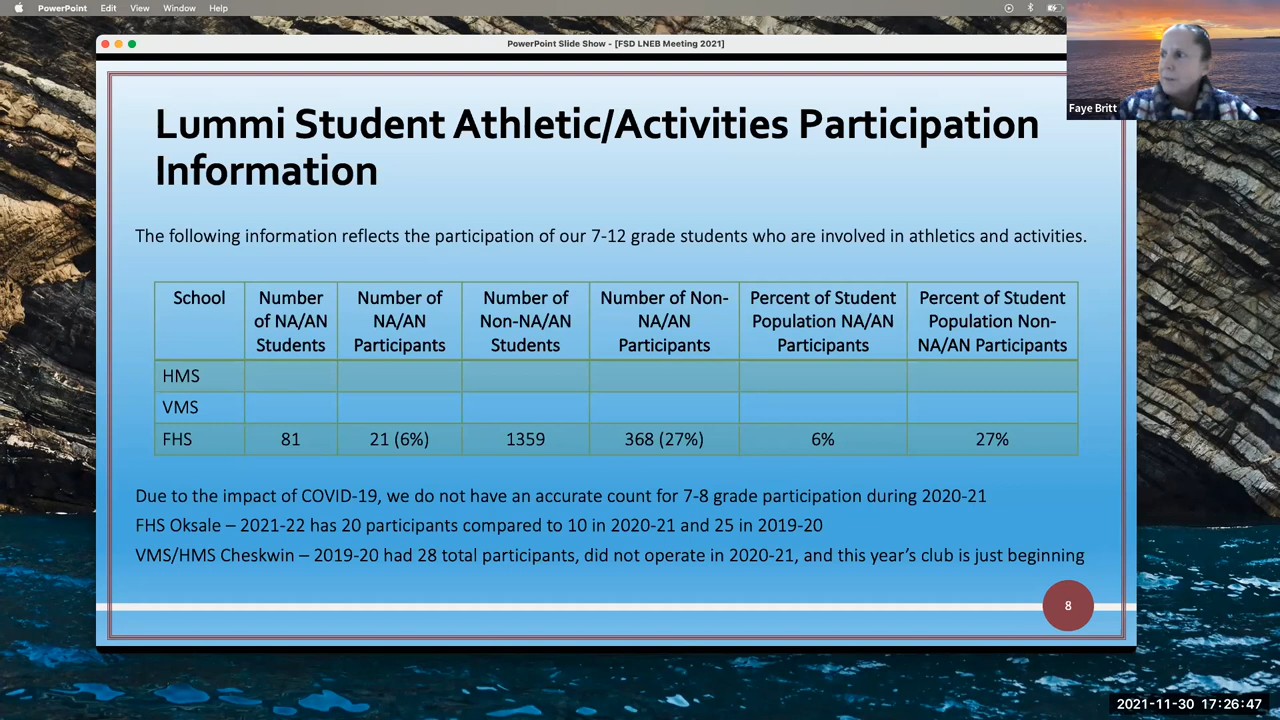 PowerPoint Edit View Window Help
PowerPoint Slide Show - [FSD LNEB Meeting 2021]
Faye Britt
Lummi Student Athletic/Activities Participation
Information
The following information reflects the participation of our 7-12 grade students who are involved in athletics and activities.
School Number of NA/AN Students Number of NA/AN Participants Number of Non-NA/AN Students Number of Non-NA/AN Participants Percent of Student Population NA/AN Participants Percent of Student Population Non-NA/AN Participants
HMS
VMS
FHS 81 21 (6%) 1359 368 (27%) 6% 27%
Due to the impact of COVID-19, we do not have an accurate count for 7-8 grade participation during 2020-21
FHS Oksale – 2021-22 has 20 participants compared to 10 in 2020-21 and 25 in 2019-20
VMS/HMS Cheskwin – 2019-20 had 28 total participants, did not operate in 2020-21, and this year's club is just beginning
8
2021-11-30 17:26:47